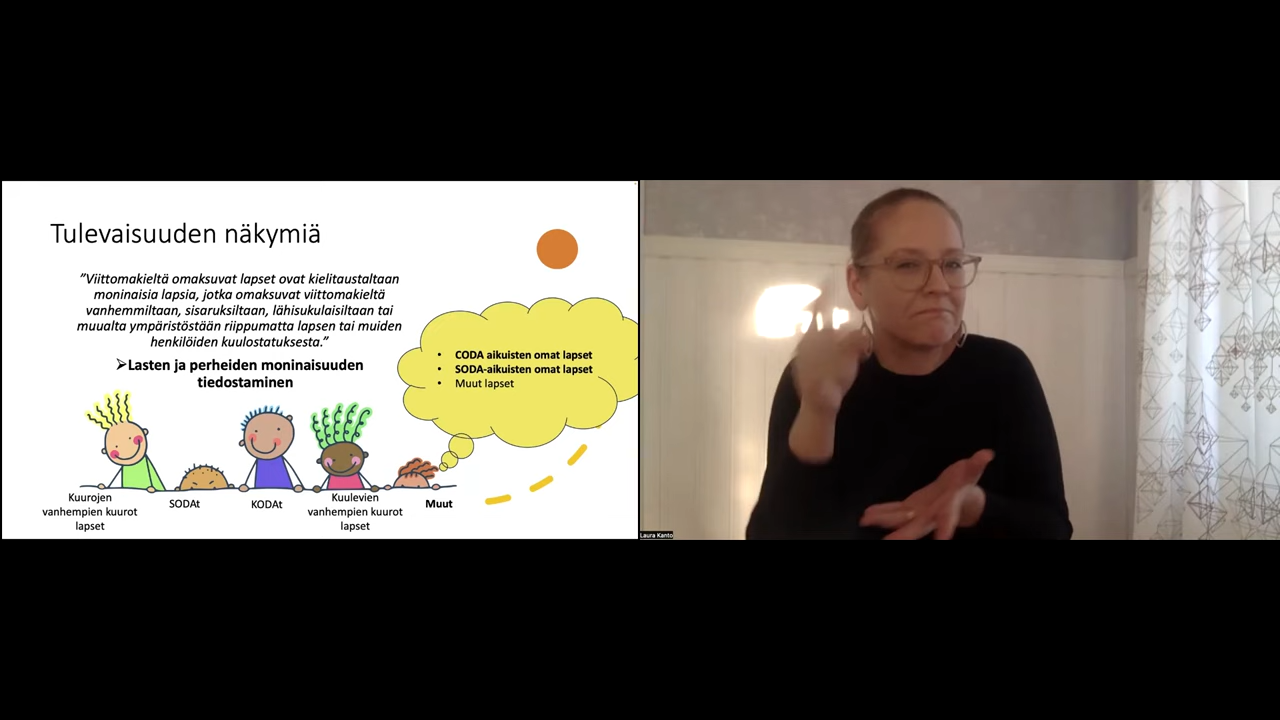 Tulevaisuuden näkymiä
”Viittomakieltä omaksuvat lapset ovat kielitaustaltaan
moninaisia lapsia, jotka omaksuvat viittomakieltä
vanhemmiltaan, sisaruksiltaan, lähisukulaisiltaan tai
muualta ympäristöstään riippumatta lapsen tai muiden
henkilöiden kuulostatuksesta.”
➢Lasten ja perheiden moninaisuuden
tiedostaminen
• CODA aikuisten omat lapset
• SODA-aikuisten omat lapset
• Muut lapset
Kuurojen
vanhempien kuurot
lapset
SODAt
KODAt
Kuulevien
vanhempien kuurot
lapset
Muut
Laura Kanto